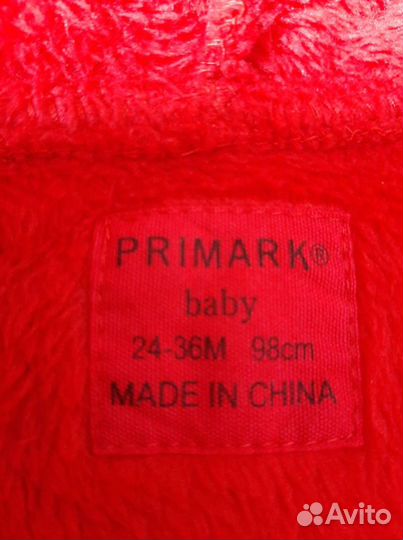 PRIMARK®
baby
24-36M 98cm
MADE IN CHINA
Avito